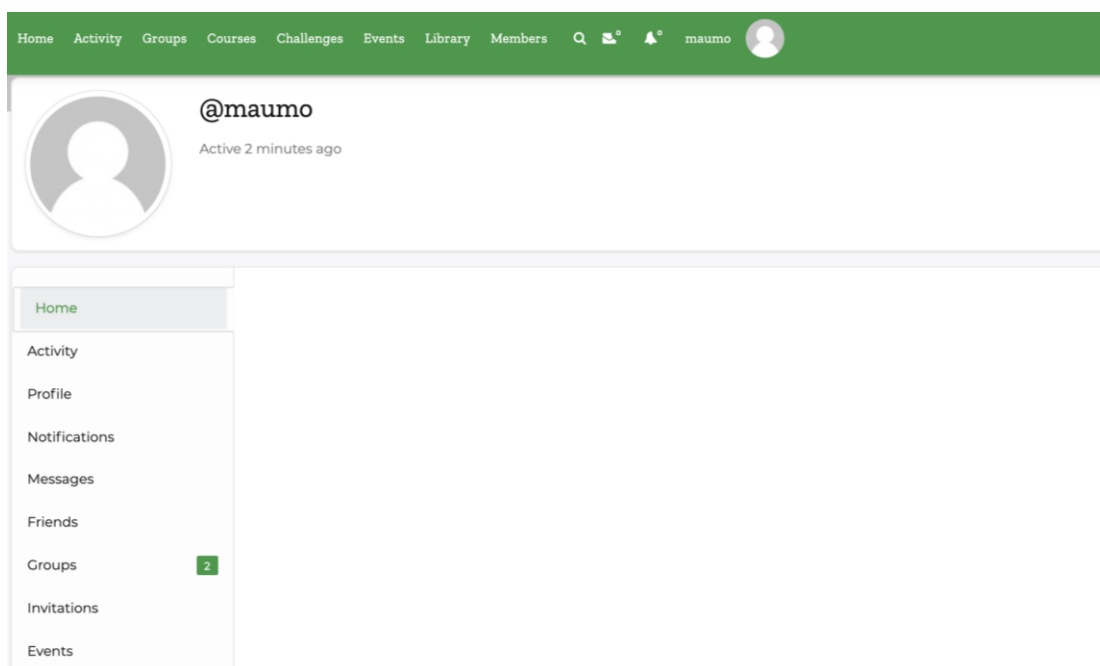 Home Activity Groups Courses Challenges Events Library Members maumo
@maumo
Active 2 minutes ago
Home
Activity
Profile
Notifications
Messages
Friends
Groups 2
Invitations
Events